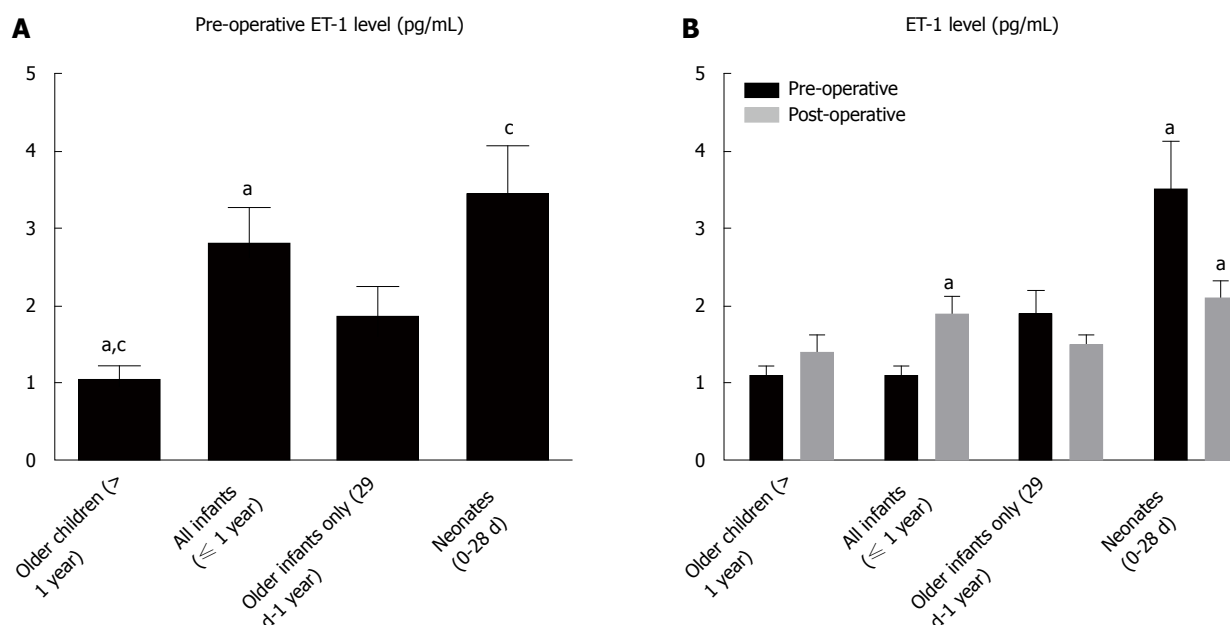 A
Pre-operative ET-1 level (pg/mL)
5
4
3
2
1
0
a,c
a
c
Older children (>
1 year)
All infants
(≤ 1 year)
Older infants only (29
d-1 year)
Neonates
(0-28 d)
B
ET-1 level (pg/mL)
Pre-operative
Post-operative
5
4
3
2
1
0
a
a
a
Older children (>
1 year)
All infants
(≤ 1 year)
Older infants only (29
d-1 year)
Neonates
(0-28 d)